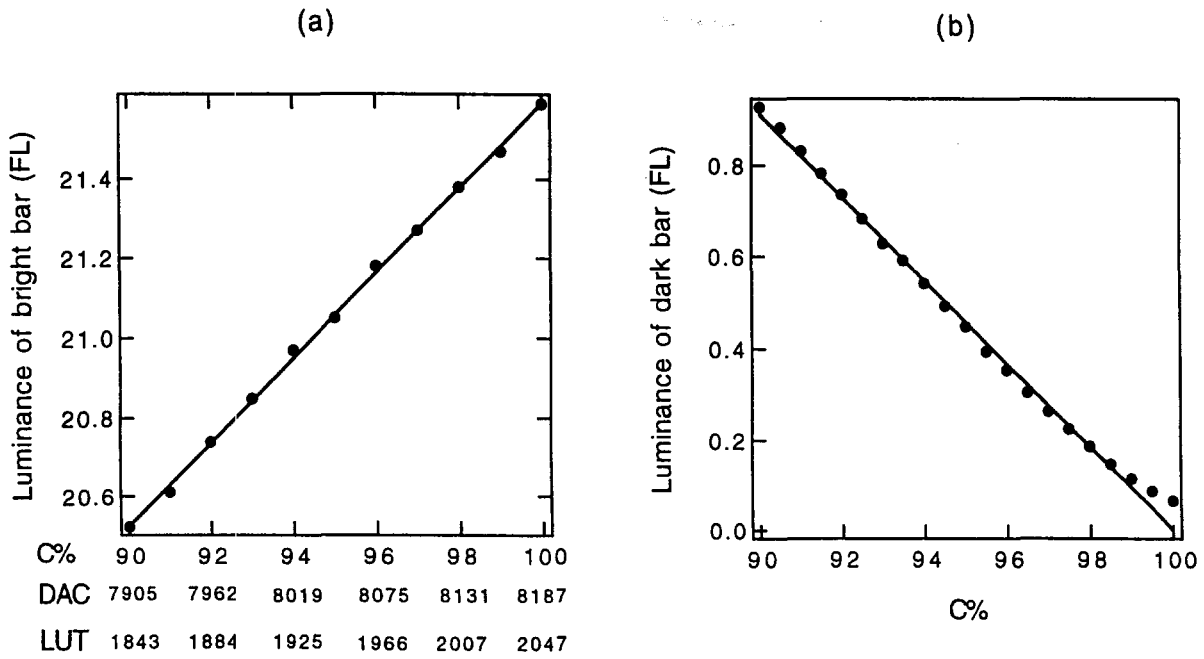 (a)
Luminance of bright bar (FL)
21.4
21.2
21.0
20.8
20.6
90 92 94 96 98 100
C%
DAC 7905 7962 8019 8075 8131 8187
LUT 1843 1884 1925 1966 2007 2047
(b)
Luminance of dark bar (FL)
0.8
0.6
0.4
0.2
0.0
90 92 94 96 98 100
C%